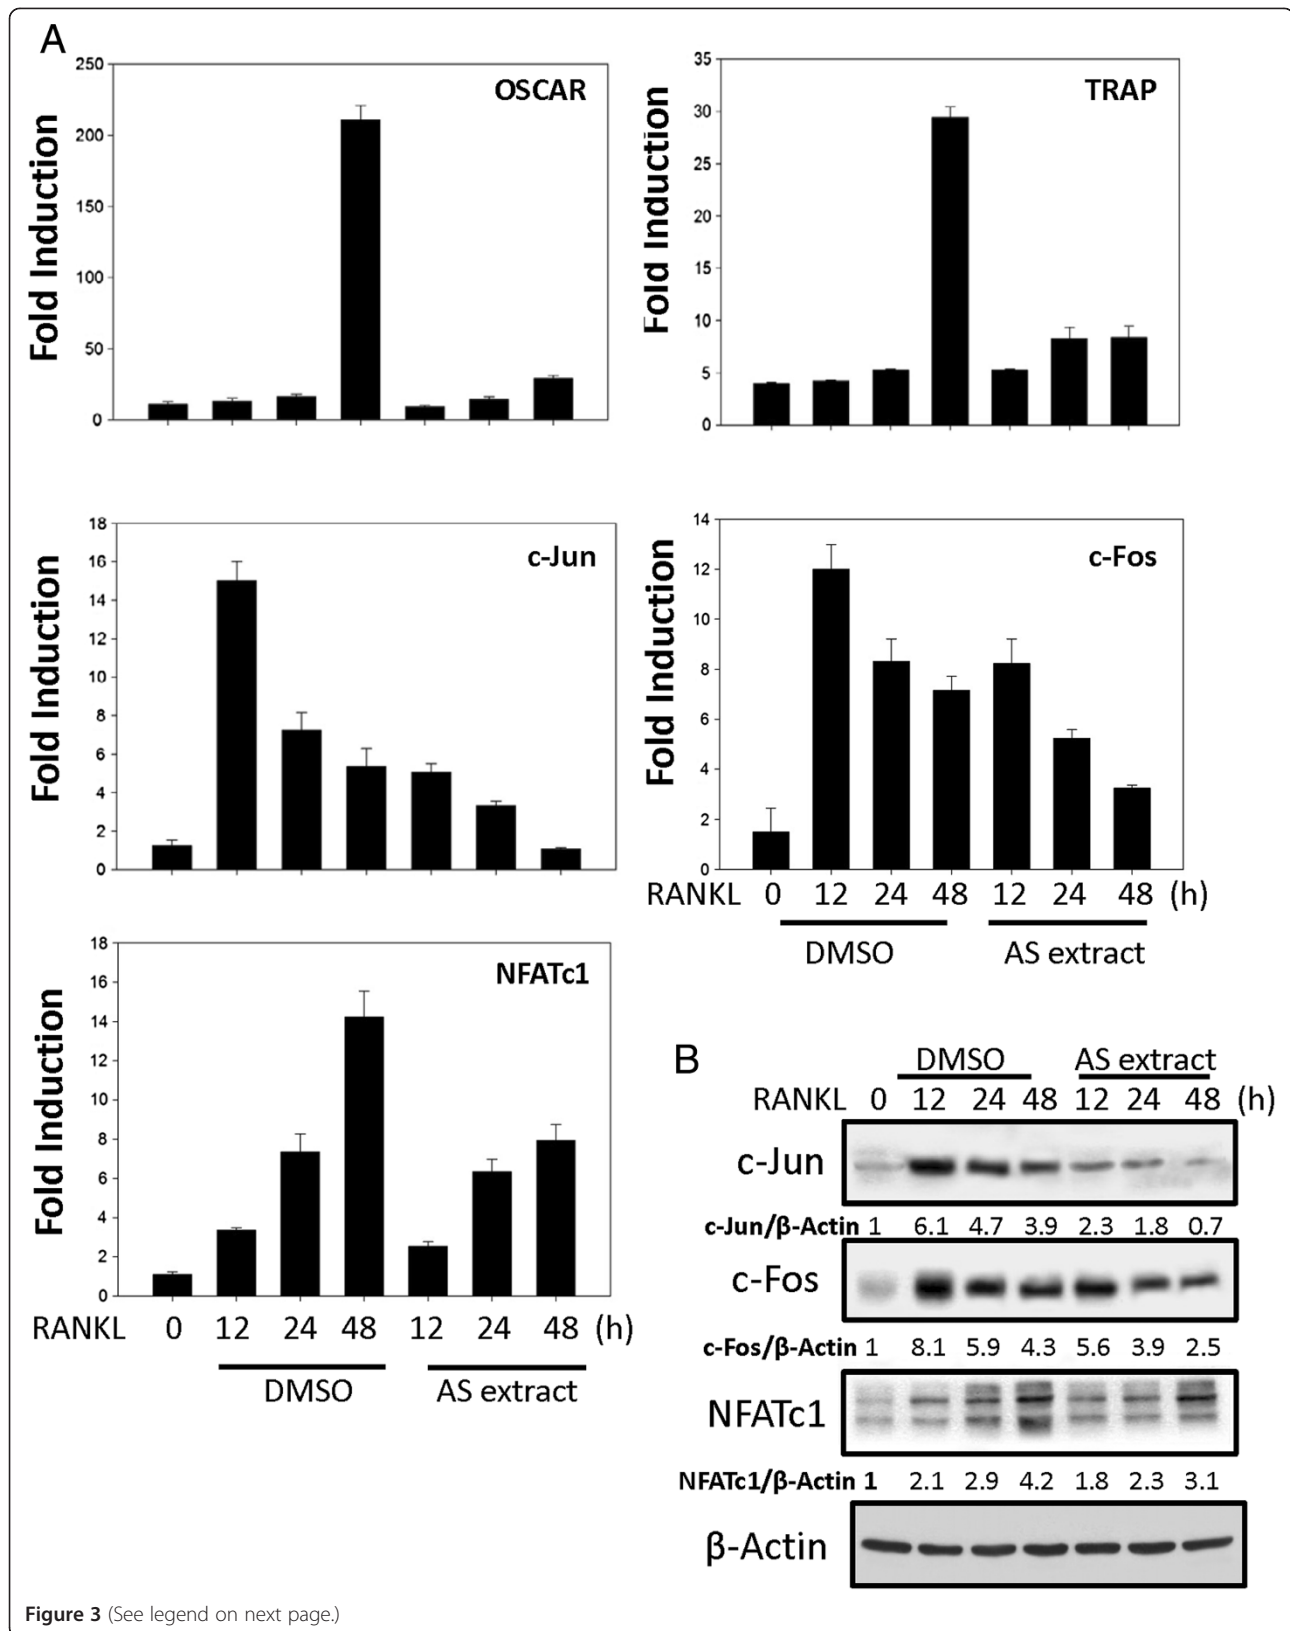 A
OSCAR
Fold Induction
250
200
150
100
50
0
TRAP
Fold Induction
35
30
25
20
15
10
5
0
c-Jun
Fold Induction
18
16
14
12
10
8
6
4
2
0
c-Fos
Fold Induction
14
12
10
8
6
4
2
0
RANKL 0 12 24 48 12 24 48 (h)
DMSO AS extract
NFATc1
Fold Induction
18
16
14
12
10
8
6
4
2
0
RANKL 0 12 24 48 12 24 48 (h)
DMSO AS extract
B
DMSO AS extract
RANKL 0 12 24 48 12 24 48 (h)
c-Jun
c-Jun/β-Actin 1 6.1 4.7 3.9 2.3 1.8 0.7
c-Fos
c-Fos/β-Actin 1 8.1 5.9 4.3 5.6 3.9 2.5
NFATc1
NFATc1/β-Actin 1 2.1 2.9 4.2 1.8 2.3 3.1
β-Actin
Figure 3 (See legend on next page.)